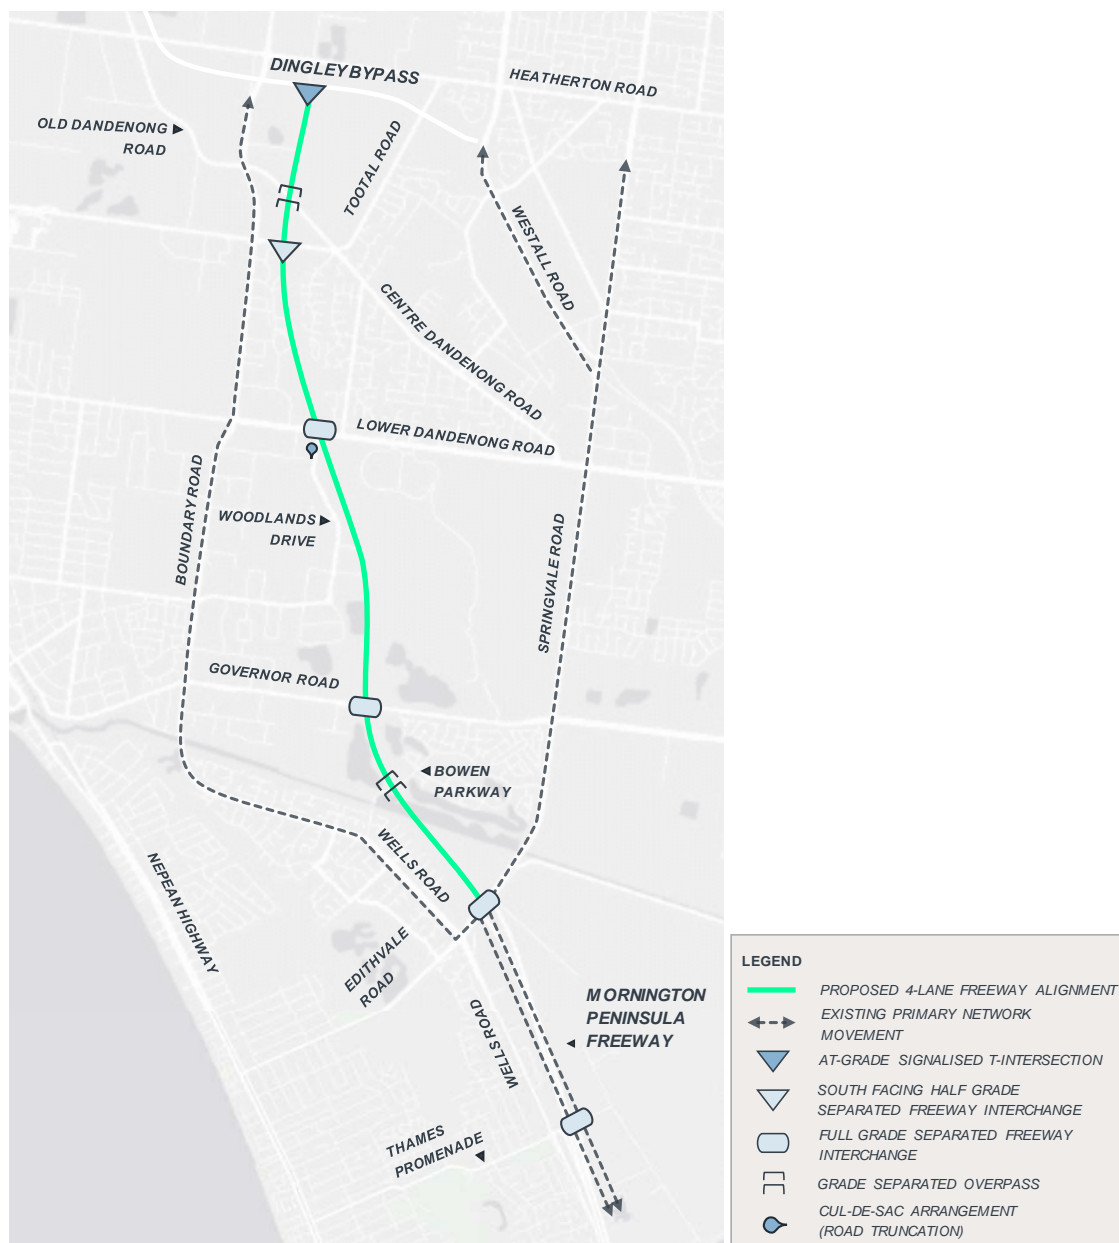 DINGLEY BYPASS
HEATHERTON ROAD
OLD DANDENONG
ROAD
TOOTAL ROAD
WESTALL ROAD
CENTRE DANDENONG ROAD
LOWER DANDENONG ROAD
BOUNDARY ROAD
WOODLANDS
DRIVE
SPRINGVALE ROAD
GOVERNOR ROAD
BOWEN
PARKWAY
WELLS ROAD
NEPEAN HIGHWAY
EDITHVALE
ROAD
MORNINGTON
PENINSULA
FREEWAY
WELLS ROAD
THAMES
PROMENADE
LEGEND
PROPOSED 4-LANE FREEWAY ALIGNMENT
EXISTING PRIMARY NETWORK
MOVEMENT
AT-GRADE SIGNALISED T-INTERSECTION
SOUTH FACING HALF GRADE
SEPARATED FREEWAY INTERCHANGE
FULL GRADE SEPARATED FREEWAY
INTERCHANGE
GRADE SEPARATED OVERPASS
CUL-DE-SAC ARRANGEMENT
(ROAD TRUNCATION)